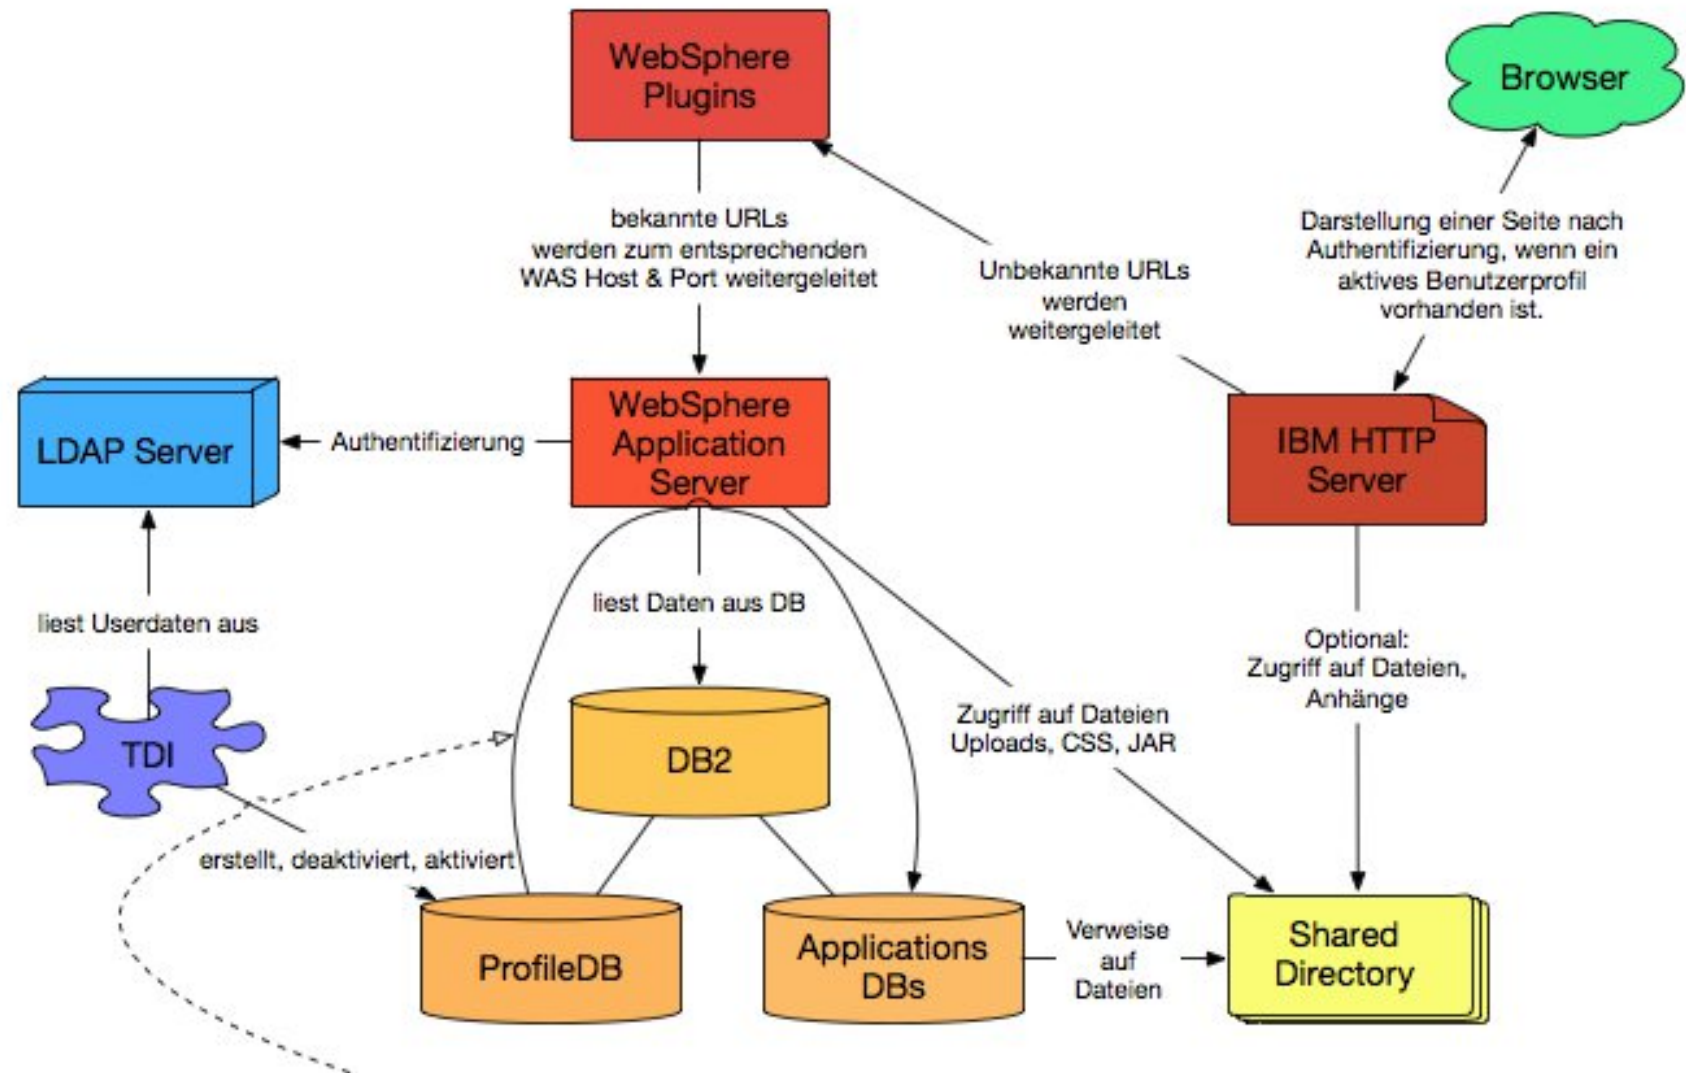 WebSphere
Plugins
Browser
bekannte URLs
werden zum entsprechenden
WAS Host & Port weitergeleitet
Unbekannte URLs
werden
weitergeleitet
Darstellung einer Seite nach
Authentifizierung, wenn ein
aktives Benutzerprofil
vorhanden ist.
LDAP Server
Authentifizierung
WebSphere
Application
Server
IBM HTTP
Server
liest Userdaten aus
liest Daten aus DB
Optional:
Zugriff auf Dateien,
Anhänge
TDI
DB2
Zugriff auf Dateien
Uploads, CSS, JAR
erstellt, deaktiviert, aktiviert
ProfileDB
Applications
DBs
Verweise
auf
Dateien
Shared
Directory